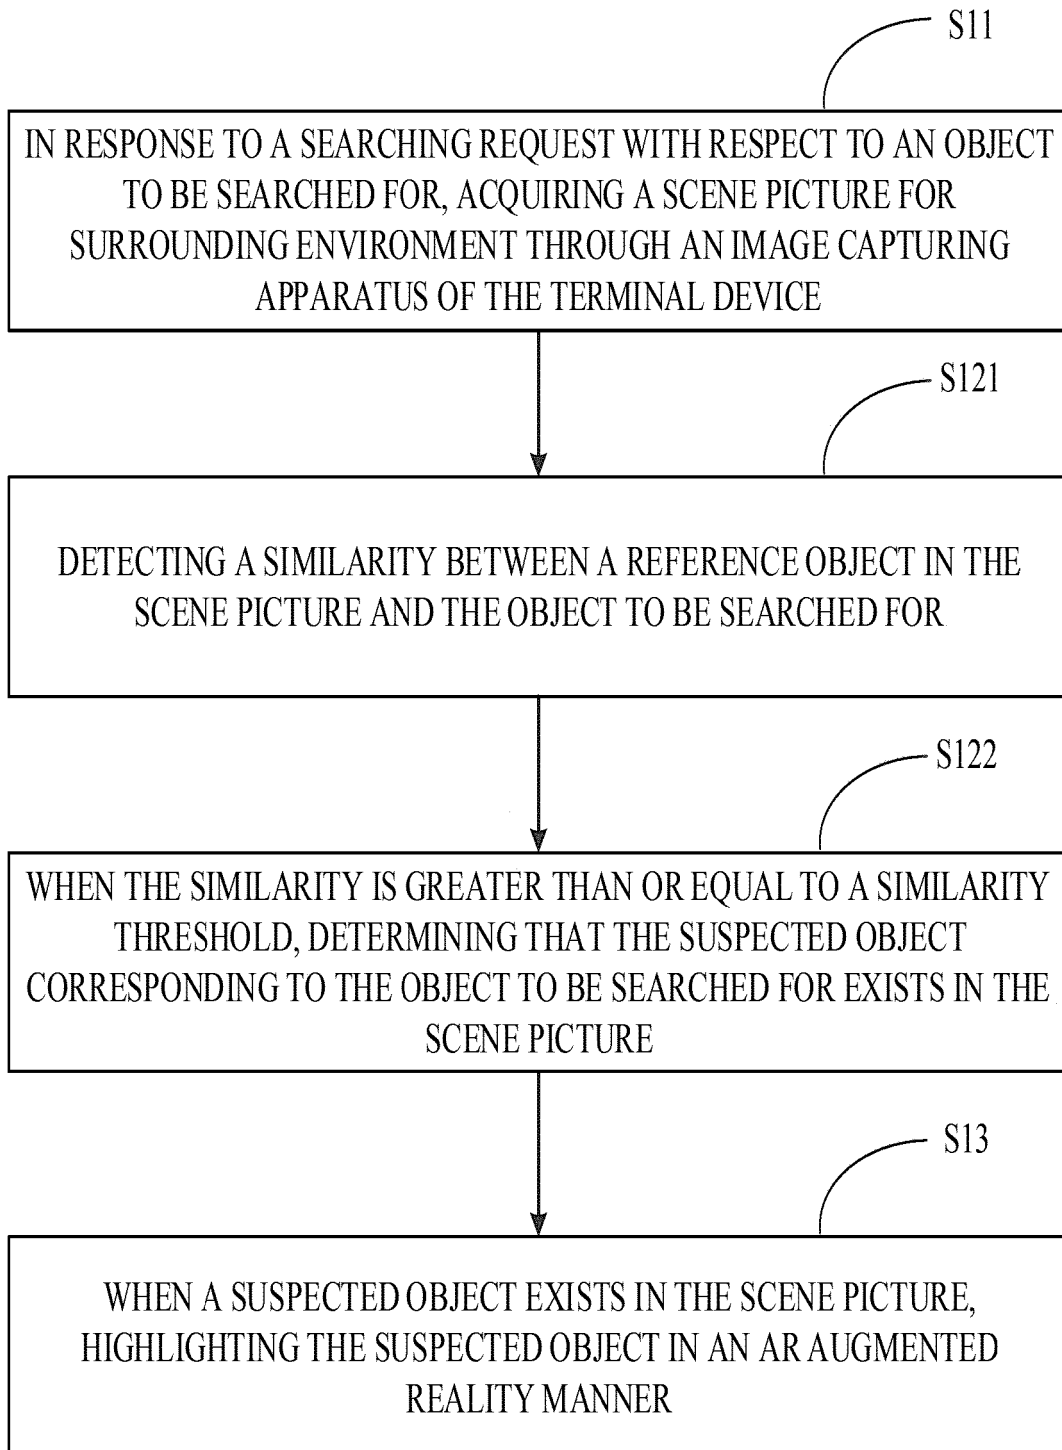 S11
IN RESPONSE TO A SEARCHING REQUEST WITH RESPECT TO AN OBJECT
TO BE SEARCHED FOR, ACQUIRING A SCENE PICTURE FOR
SURROUNDING ENVIRONMENT THROUGH AN IMAGE CAPTURING
APPARATUS OF THE TERMINAL DEVICE
S121
DETECTING A SIMILARITY BETWEEN A REFERENCE OBJECT IN THE
SCENE PICTURE AND THE OBJECT TO BE SEARCHED FOR
S122
WHEN THE SIMILARITY IS GREATER THAN OR EQUAL TO A SIMILARITY
THRESHOLD, DETERMINING THAT THE SUSPECTED OBJECT
CORRESPONDING TO THE OBJECT TO BE SEARCHED FOR EXISTS IN THE
SCENE PICTURE
S13
WHEN A SUSPECTED OBJECT EXISTS IN THE SCENE PICTURE,
HIGHLIGHTING THE SUSPECTED OBJECT IN AN AR AUGMENTED
REALITY MANNER